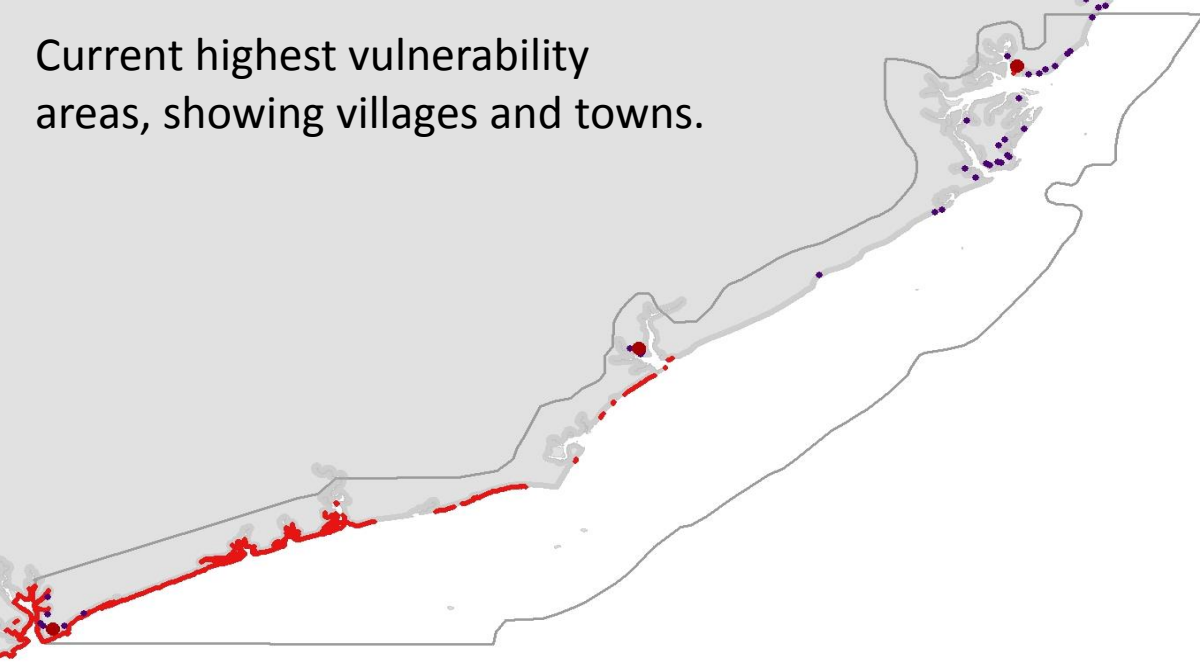 Current highest vulnerability
areas, showing villages and towns.